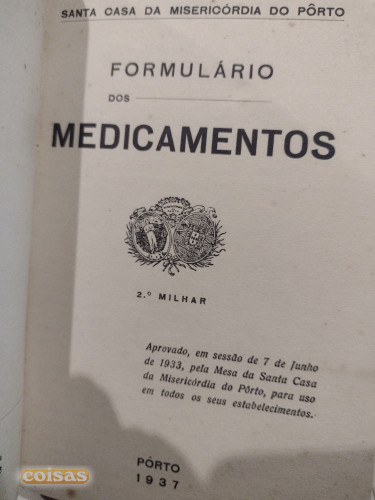 SANTA CASA DA MISERICÓRDIA DO PÔRTO
FORMULÁRIO
DOS
MEDICAMENTOS
2.º MILHAR
Aprovado, em sessão de 7 de Junho
de 1933, pela Mesa da Santa Casa
da Misericórdia do Pôrto, para uso
em todos os seus estabelecimentos.
PÔRTO
1937
coisas